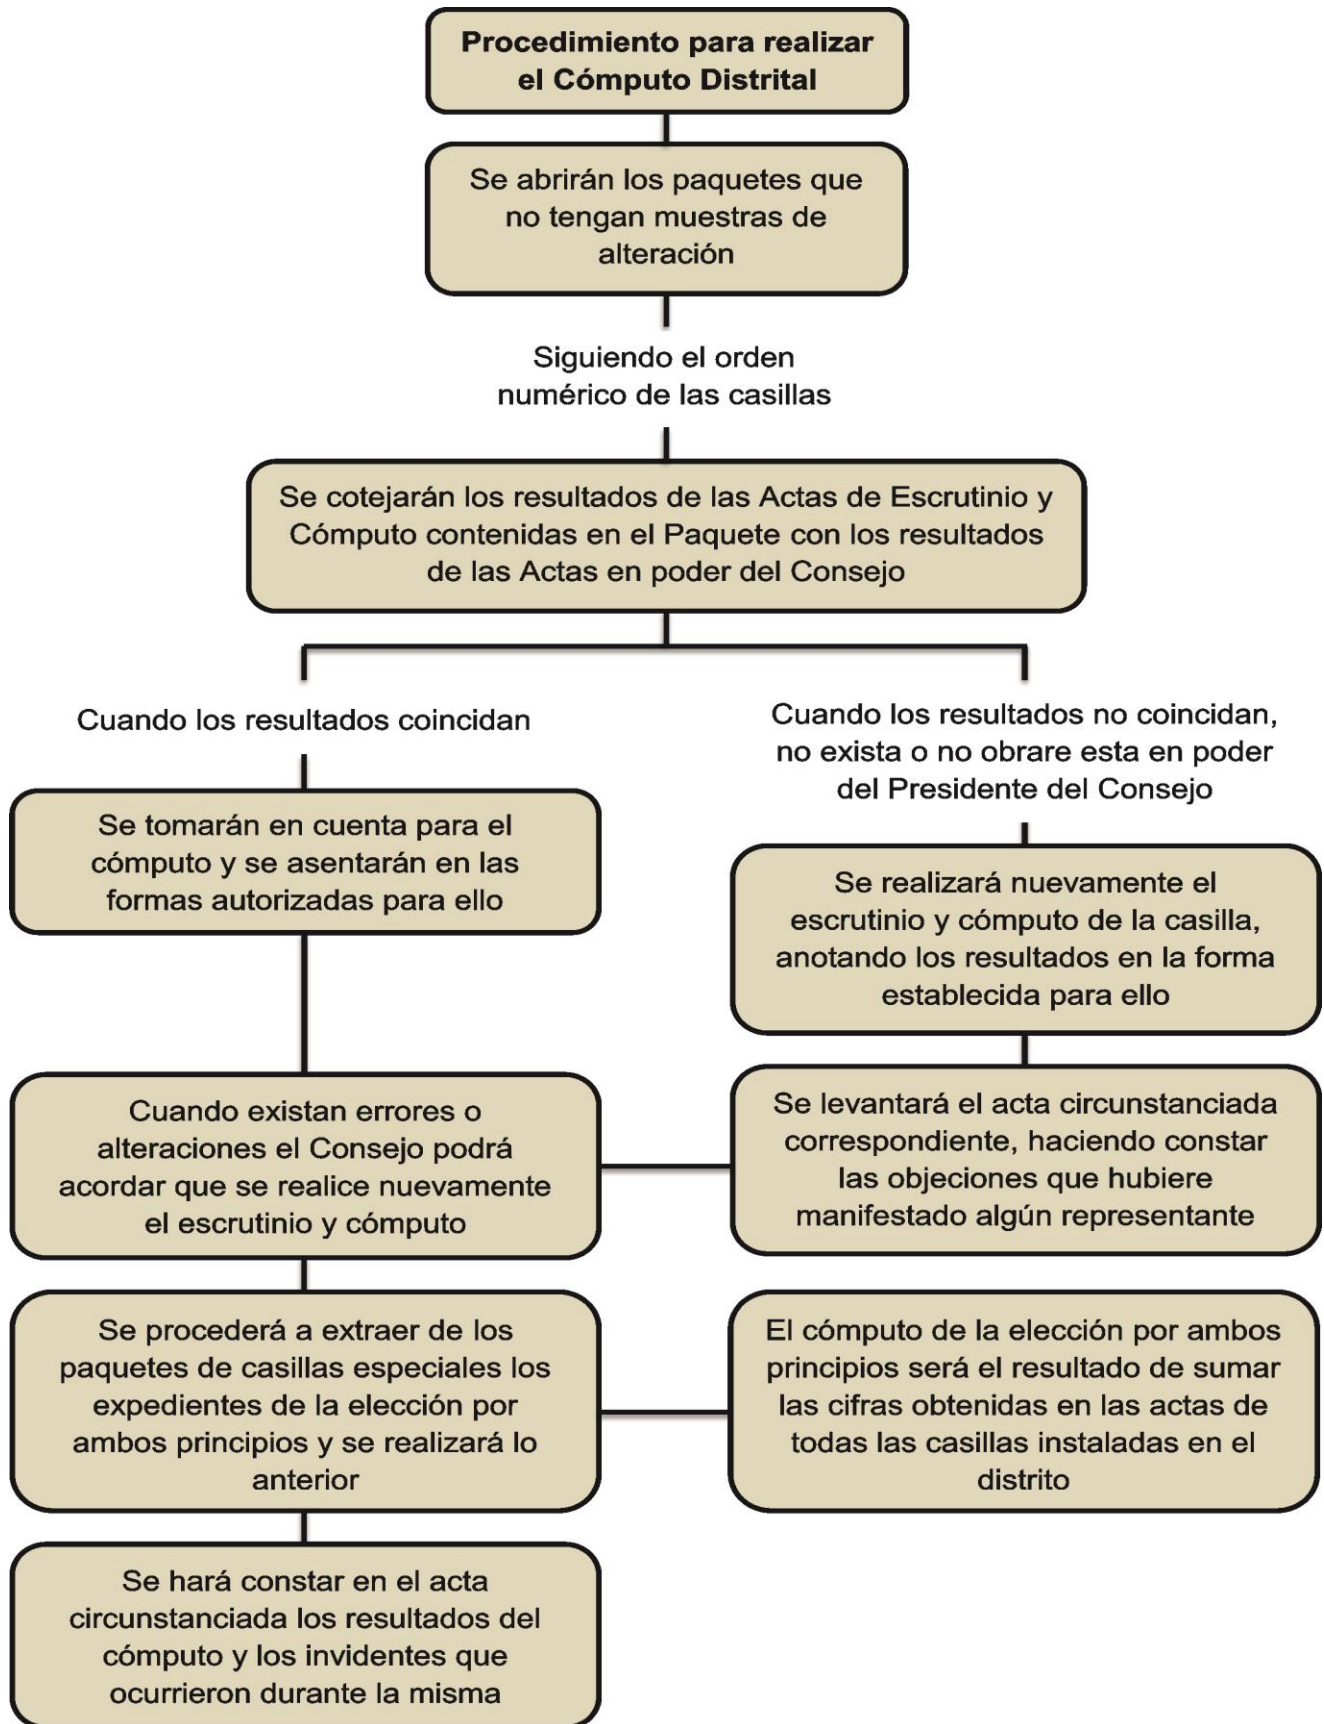 Procedimiento para realizar
el Cómputo Distrital
Se abrirán los paquetes que
no tengan muestras de
alteración
Siguiendo el orden
numérico de las casillas
Se cotejarán los resultados de las Actas de Escrutinio y
Cómputo contenidas en el Paquete con los resultados
de las Actas en poder del Consejo
Cuando los resultados coincidan
Cuando los resultados no coincidan,
no exista o no obrare esta en poder
del Presidente del Consejo
Se tomarán en cuenta para el
cómputo y se asentarán en las
formas autorizadas para ello
Se realizará nuevamente el
escrutinio y cómputo de la casilla,
anotando los resultados en la forma
establecida para ello
Cuando existan errores o
alteraciones el Consejo podrá
acordar que se realice nuevamente
el escrutinio y cómputo
Se levantará el acta circunstanciada
correspondiente, haciendo constar
las objeciones que hubiere
manifestado algún representante
Se procederá a extraer de los
paquetes de casillas especiales los
expedientes de la elección por
ambos principios y se realizará lo
anterior
El cómputo de la elección por ambos
principios será el resultado de sumar
las cifras obtenidas en las actas de
todas las casillas instaladas en el
distrito
Se hará constar en el acta
circunstanciada los resultados del
cómputo y los invidentes que
ocurrieron durante la misma